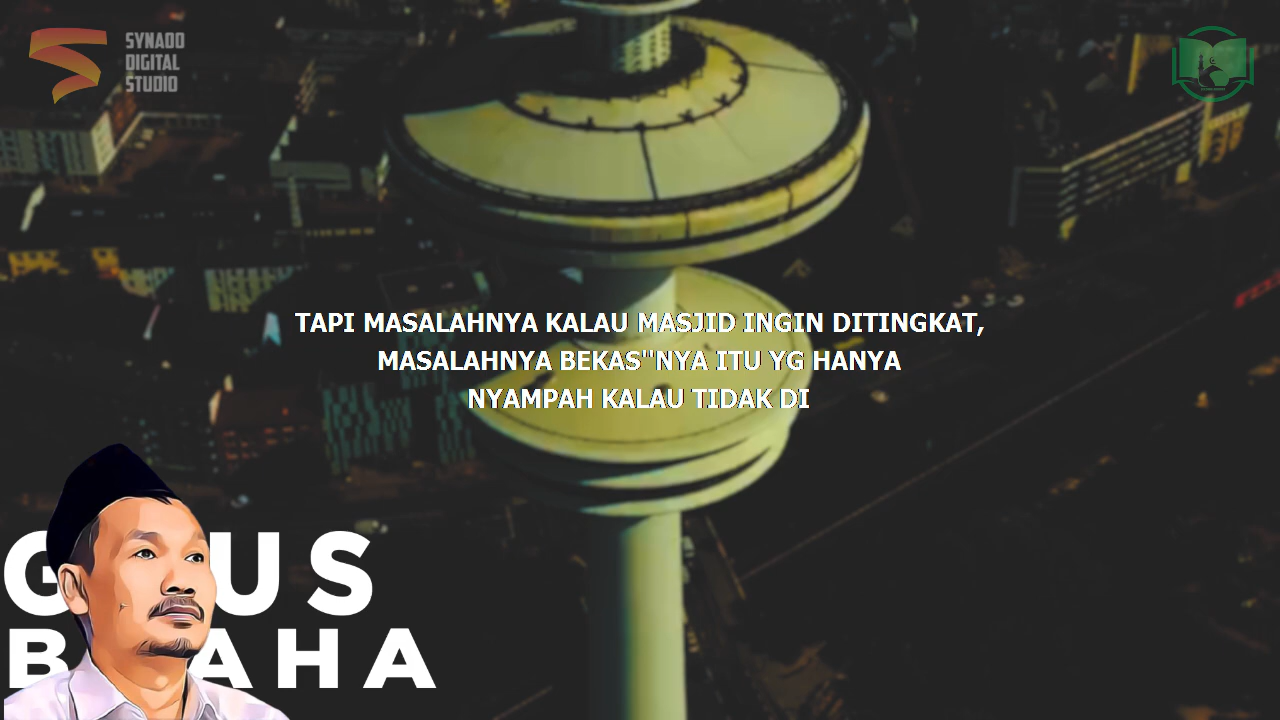 SYNADO
DIGITAL
STUDIO
TAPI MASALAHNYA KALAU MASJID INGIN DITINGKAT,
MASALAHNYA BEKAS"NYA ITU YG HANYA
NYAMPAH KALAU TIDAK DI
GUS
BAHA